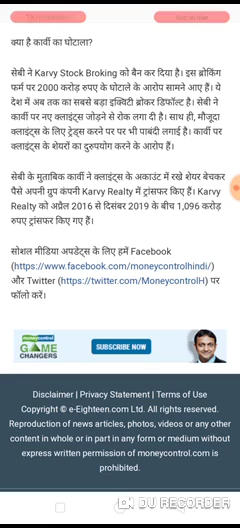 क्या है कार्वी का घोटाला?
सेबी ने Karvy Stock Broking को बैन कर दिया है। इस ब्रोकिंग
फर्म पर 2000 करोड़ रुपए के घोटाले के आरोप सामने आए हैं। ये
देश में अब तक का सबसे बड़ा इक्विटी ब्रोकर डिफॉल्ट है। सेबी ने
कार्वी पर नए क्लाइंट्स जोड़ने से रोक लगा दी है। साथ ही, मौजूदा
क्लाइंट्स के लिए ट्रेड्स करने पर पर भी पाबंदी लगाई है। कार्वी पर
क्लाइंट्स के शेयरों का दुरुपयोग करने के आरोप हैं।
सेबी के मुताबिक कार्वी ने क्लाइंट्स के अकाउंट में रखे शेयर बेचकर
पैसे अपनी ग्रुप कंपनी Karvy Realty में ट्रांसफर किए हैं। Karvy
Realty को अप्रैल 2016 से दिसंबर 2019 के बीच 1,096 करोड़
रुपए ट्रांसफर किए गए हैं।
सोशल मीडिया अपडेट्स के लिए हमें Facebook
(https://www.facebook.com/moneycontrolhindi/)
और Twitter (https://twitter.com/MoneycontrolH) पर
फॉलो करें।
moneycontrol
GAME
CHANGERS
SUBSCRIBE NOW
Disclaimer | Privacy Statement | Terms of Use
Copyright © e-Eighteen.com Ltd. All rights reserved.
Reproduction of news articles, photos, videos or any other
content in whole or in part in any form or medium without
express written permission of moneycontrol.com is
prohibited.
DU RECORDER